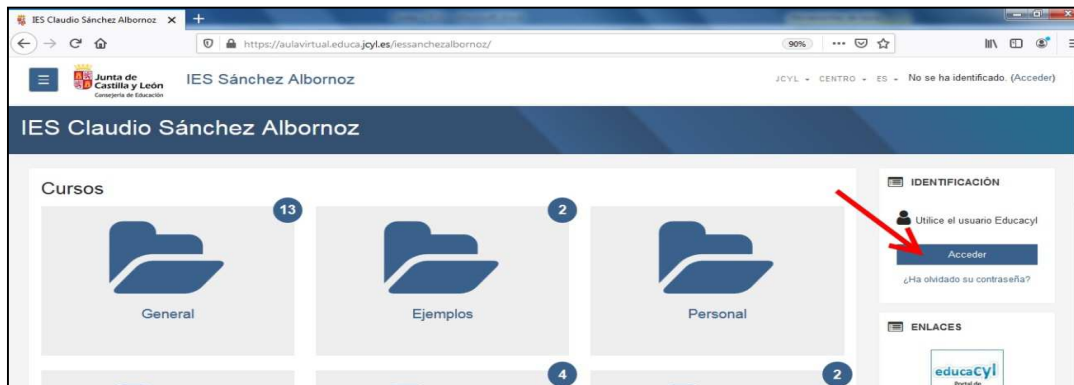 IES Claudio Sánchez Albornoz
https://aulavirtual.educa.jcyl.es/iessanchezalbornoz/
90%
Junta de
Castilla y León
Consejería de Educación
IES Sánchez Albornoz
JCYL CENTRO ES No se ha identificado. (Acceder)
IES Claudio Sánchez Albornoz
Cursos
13
General
2
Ejemplos
Personal
4
2
IDENTIFICACIÓN
Utilice el usuario Educacyl
Acceder
¿Ha olvidado su contraseña?
ENLACES
educacyl
Portal de